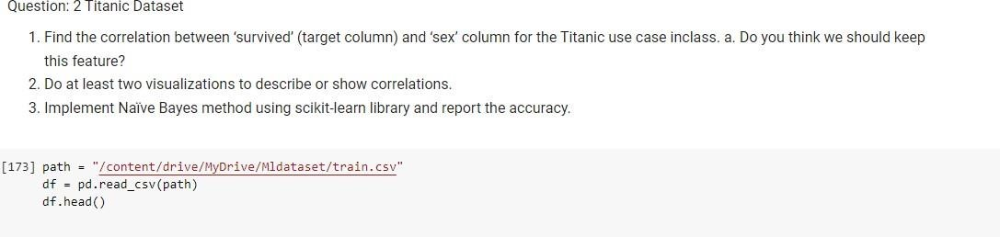 Question: 2 Titanic Dataset
1. Find the correlation between ‘survived’ (target column) and ‘sex’ column for the Titanic use case inclass. a. Do you think we should keep
this feature?
2. Do at least two visualizations to describe or show correlations.
3. Implement Naïve Bayes method using scikit-learn library and report the accuracy.
[173] path = "/content/drive/MyDrive/Mldataset/train.csv"
df = pd.read_csv(path)
df.head()